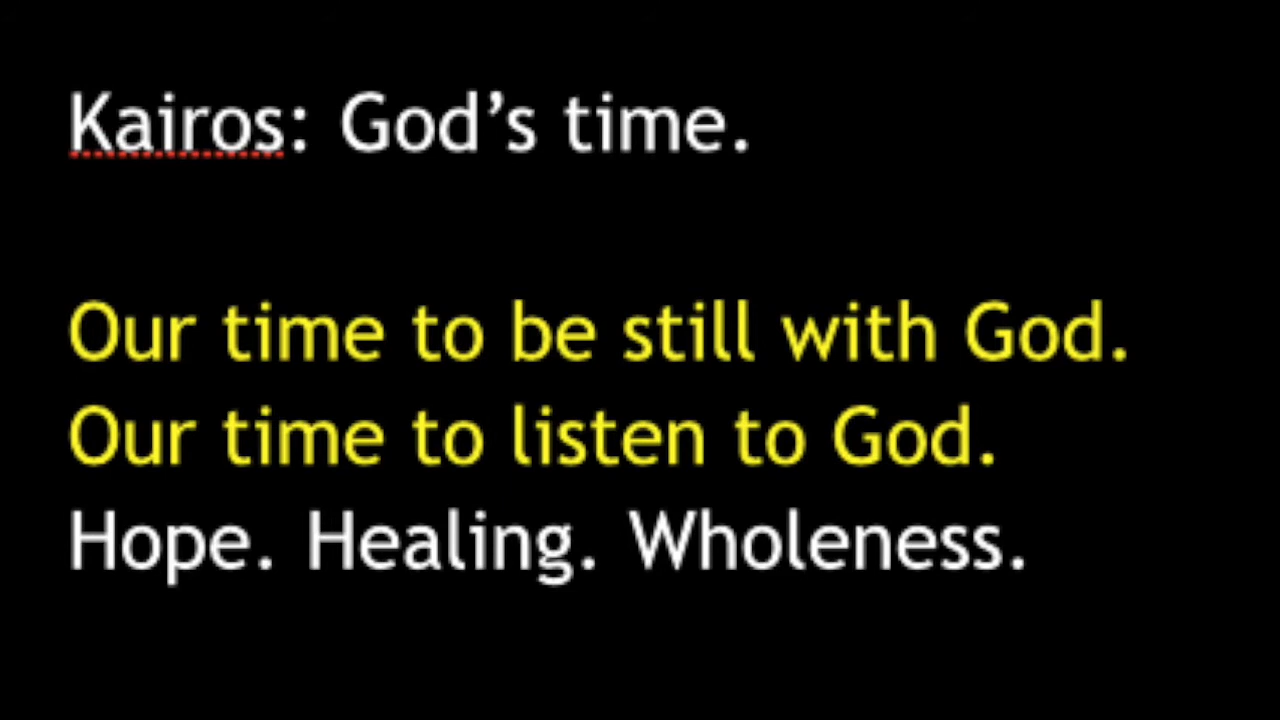 Kairos: God’s time.
Our time to be still with God.
Our time to listen to God.
Hope. Healing. Wholeness.